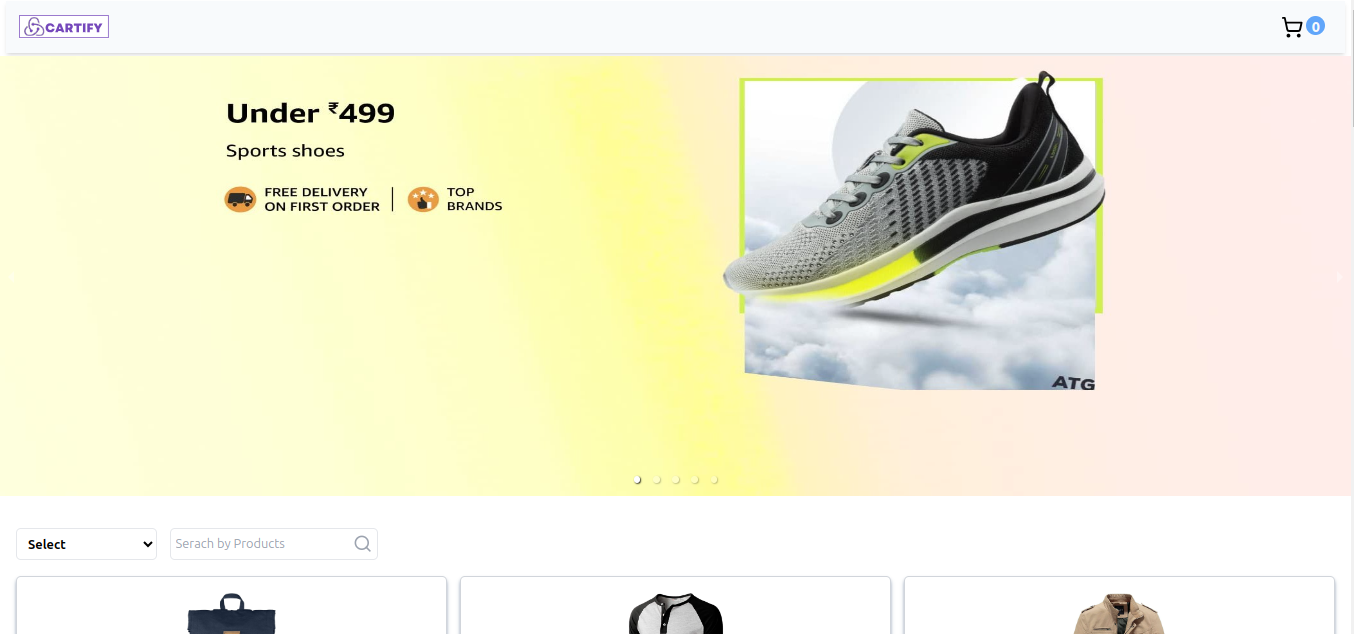 CARTIFY
0
Under ₹499
Sports shoes
FREE DELIVERY
ON FIRST ORDER
TOP
BRANDS
ATG
Select
Serach by Products